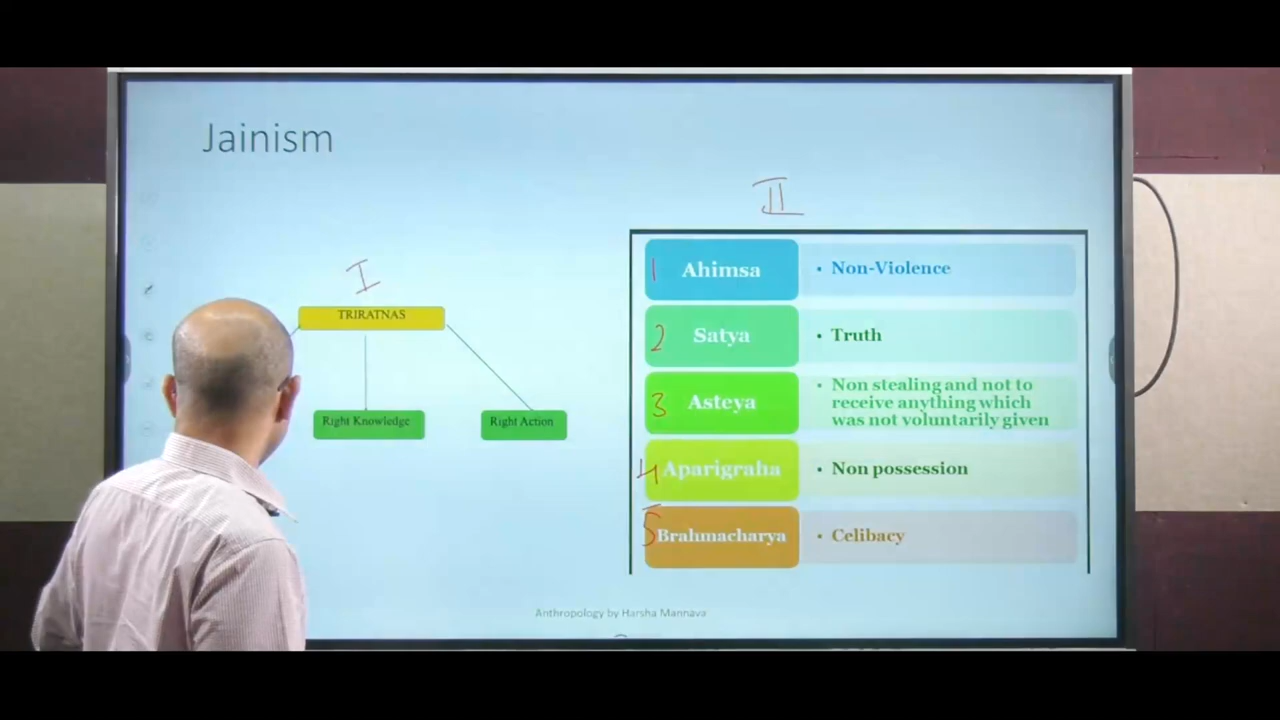 Jainism
I
TRIRATNAS
Right Knowledge
Right Action
II
1 Ahimsa
• Non-Violence
2 Satya
• Truth
3 Asteya
• Non stealing and not to
receive anything which
was not voluntarily given
4 Aparigraha
• Non possession
5 Brahmacharya
• Celibacy
Anthropology by Harsha Mannava